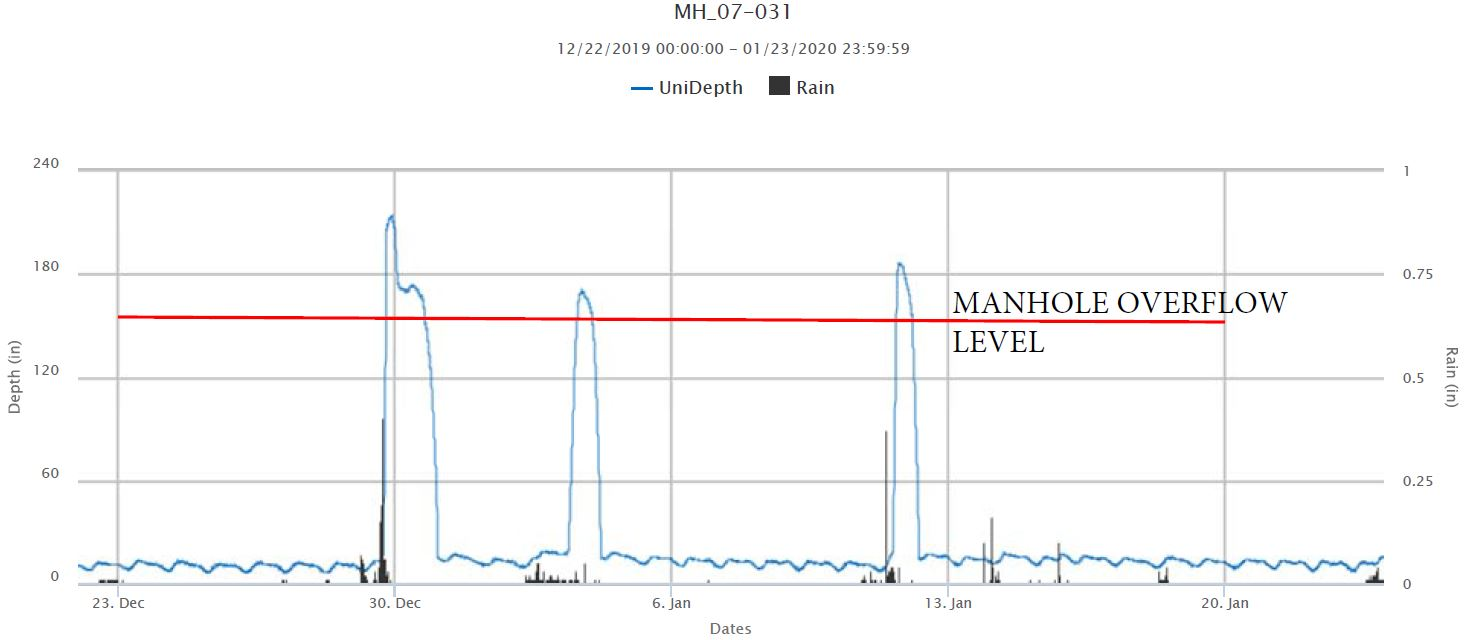 MH_07-031
12/22/2019 00:00:00 - 01/23/2020 23:59:59
UniDepth Rain
240 1
180 0.75
MANHOLE OVERFLOW
LEVEL
120 0.5
60 0.25
0 0
Depth (in)
Rain (in)
23. Dec 30. Dec 6. Jan 13. Jan 20. Jan
Dates